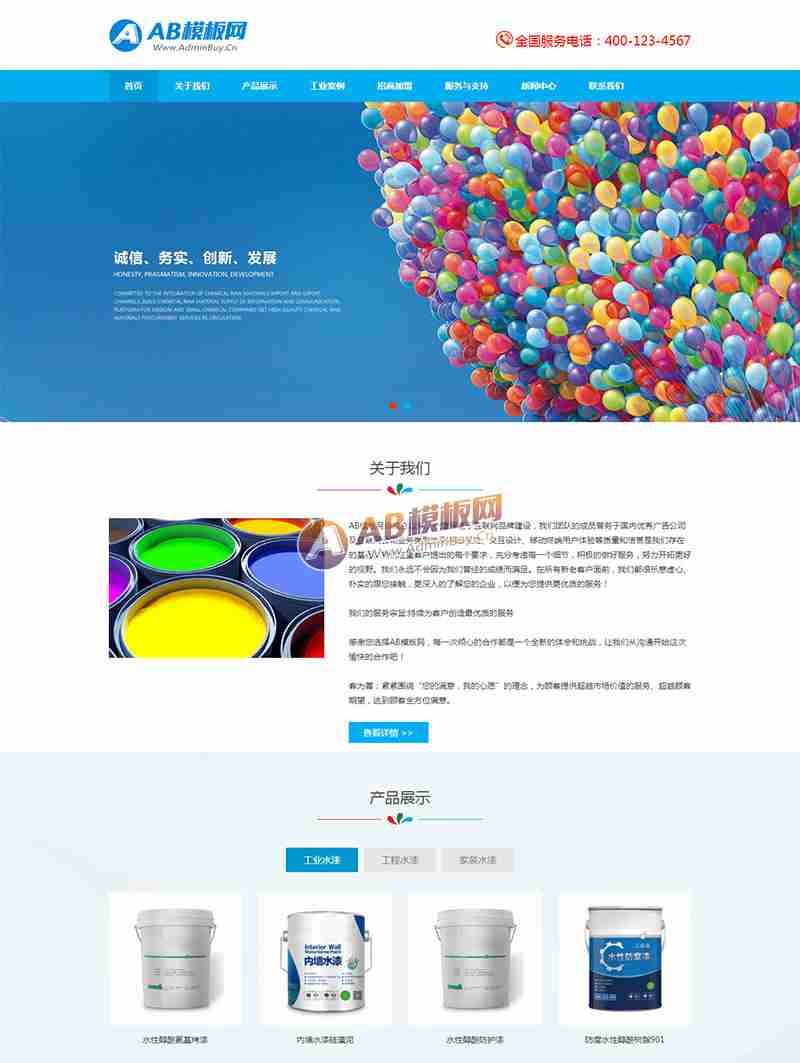 AB模板网
Www.AdminBuy.Cn
全国服务电话：400-123-4567
首页 关于我们 产品展示 工业案例 招商加盟 服务与支持 新闻中心 联系我们
诚信、务实、创新、发展
HONESTY, PRAGMATISM, INNOVATION, DEVELOPMENT
COMMITTED TO THE INTEGRATION OF CHEMICAL RAW MATERIALS IMPORT AND EXPORT
CHANNELS, BUILD CHEMICAL RAW MATERIAL SUPPLY OF INFORMATION AND COMMUNICATION
PLATFORM FOR MEDIUM AND SMALL CHEMICAL COMPANIES GET HIGH QUALITY CHEMICAL RAW
MATERIALS PROCUREMENT SERVICES RE CIRCULATION
关于我们
互联网品牌建设，我们团队的成员曾务于国内优秀广告公司
交互设计、移动终端用户体验等质量和信誉是我们存在
客户提出的每个要求，充分考虑每一个细节，积极的做好服务，努力开拓更好
的视野。我们永远不会因为我们曾经的成绩而满足。在所有新老客户面前，我们都很乐意虚心、
朴实的跟您接触，更深入的了解您的企业，以便为您提供更优质的服务！
我们的服务宗旨:持续为客户创造最优质的服务
感谢您选择AB模板网，每一次倾心的合作都是一个全新的体会和挑战，让我们从沟通开始这次
愉快的合作吧！
客为尊：紧紧围绕“您的满意，我的心愿”的理念，为顾客提供超越市场价值的服务、超越顾客
期望，达到顾客全方位满意。
AB模板网
Www.AdminBuy.Cn
查看详情 >>
产品展示
工业水漆 工程水漆 家装水漆
Interior Wall
内墙水漆
水性防腐漆
水性醇酸氨基烤漆 内墙水漆硅藻泥 水性醇酸防护漆 防腐水性醇酸树脂901